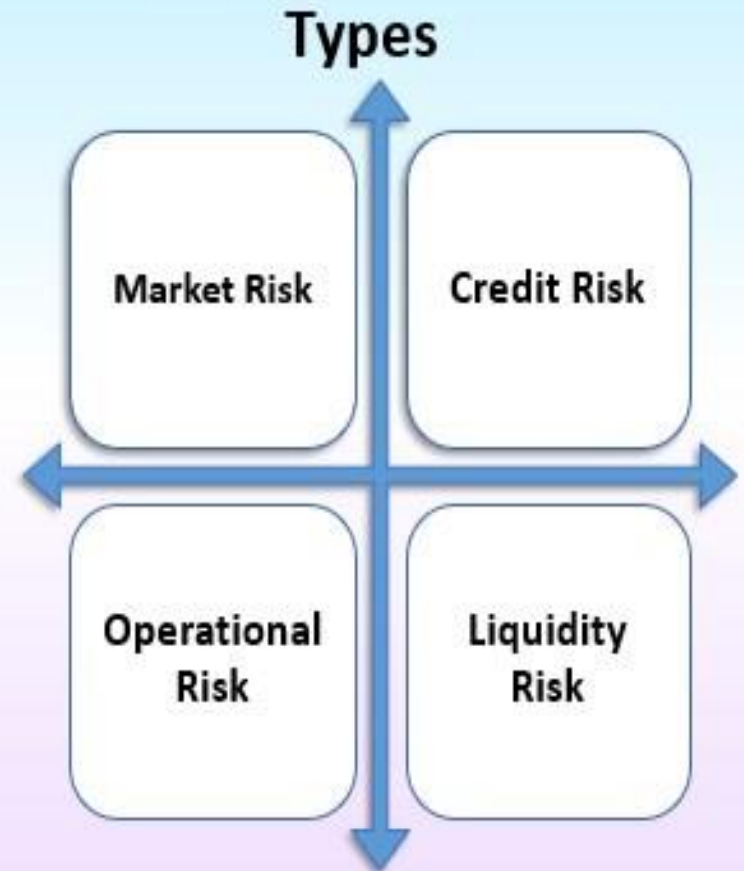 Types
Market Risk
Credit Risk
Operational
Risk
Liquidity
Risk